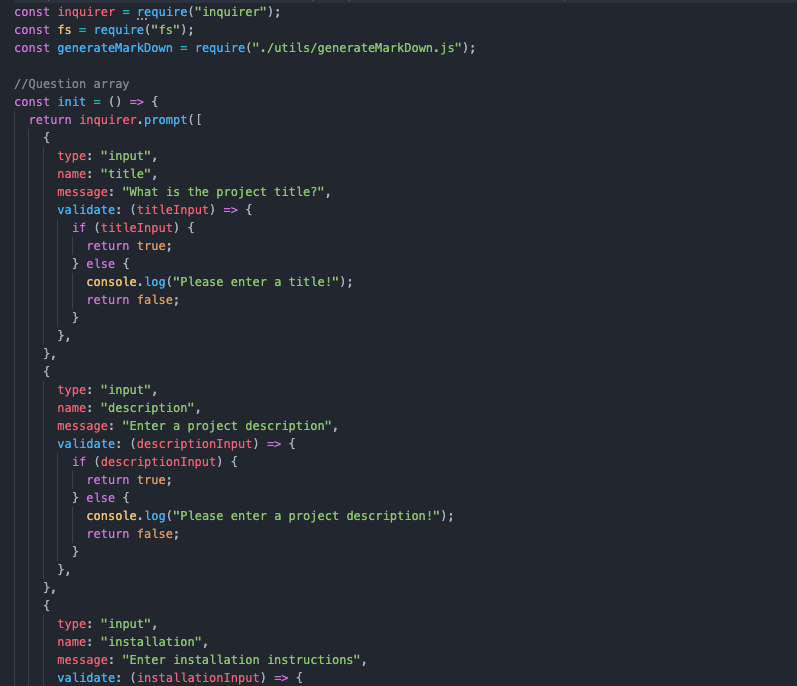 const inquirer = require("inquirer");
const fs = require("fs");
const generateMarkDown = require("./utils/generateMarkDown.js");

//Question array
const init = () => {
  return inquirer.prompt([
    {
      type: "input",
      name: "title",
      message: "What is the project title?",
      validate: (titleInput) => {
        if (titleInput) {
          return true;
        } else {
          console.log("Please enter a title!");
          return false;
        }
      },
    },
    {
      type: "input",
      name: "description",
      message: "Enter a project description",
      validate: (descriptionInput) => {
        if (descriptionInput) {
          return true;
        } else {
          console.log("Please enter a project description!");
          return false;
        }
      },
    },
    {
      type: "input",
      name: "installation",
      message: "Enter installation instructions",
      validate: (installationInput) => {